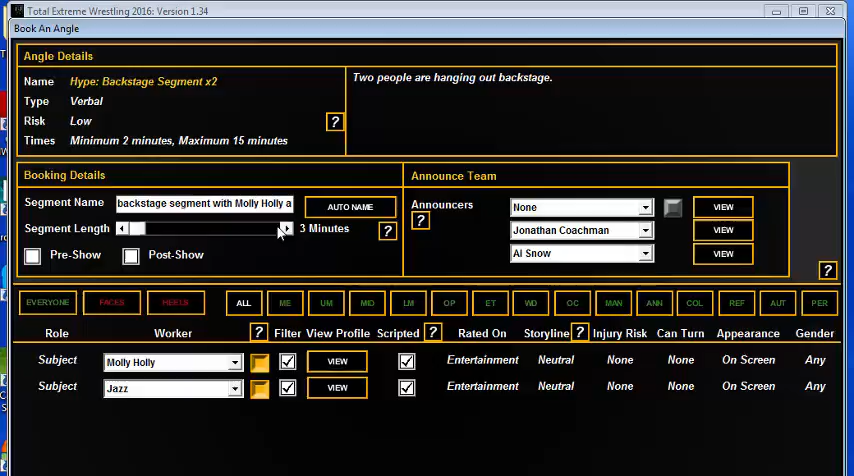 Total Extreme Wrestling 2016: Version 1.34
Book An Angle
Angle Details
Name Hype: Backstage Segment x2
Type Verbal
Risk Low
Times Minimum 2 minutes, Maximum 15 minutes
?
Two people are hanging out backstage.
Booking Details
Segment Name backstage segment with Molly Holly a AUTO NAME
Segment Length 3 Minutes ?
Pre-Show Post-Show
Announce Team
Announcers None VIEW
? Jonathan Coachman VIEW
Al Snow VIEW
?
EVERYONE FACES HEELS ALL ME UM MID LM OP ET WD OC MAN ANN COL REF AUT PER
Role Worker ? Filter View Profile Scripted ? Rated On Storyline ? Injury Risk Can Turn Appearance Gender
Subject Molly Holly VIEW Entertainment Neutral None None On Screen Any
Subject Jazz VIEW Entertainment Neutral None None On Screen Any